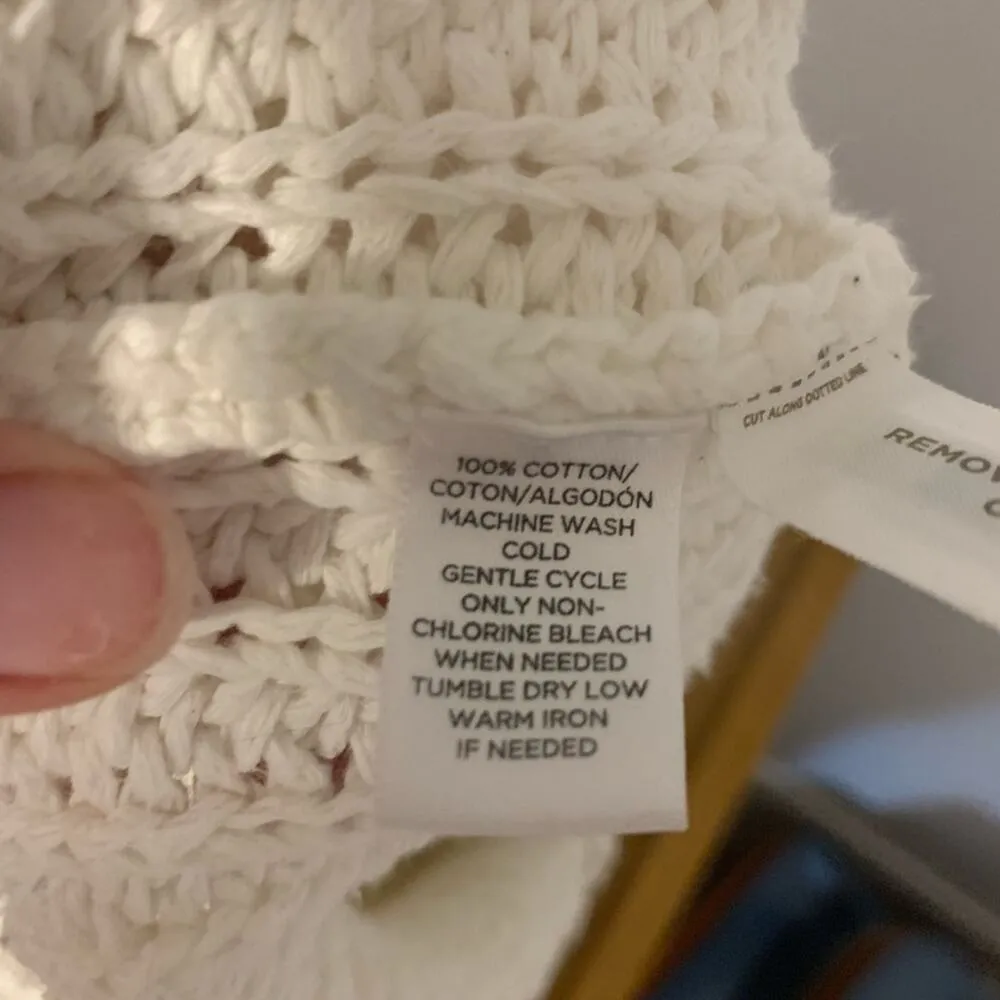 100% COTTON/
COTON/ALGODÓN
MACHINE WASH
COLD
GENTLE CYCLE
ONLY NON-
CHLORINE BLEACH
WHEN NEEDED
TUMBLE DRY LOW
WARM IRON
IF NEEDED
CUT ALONG DOTTED LINE